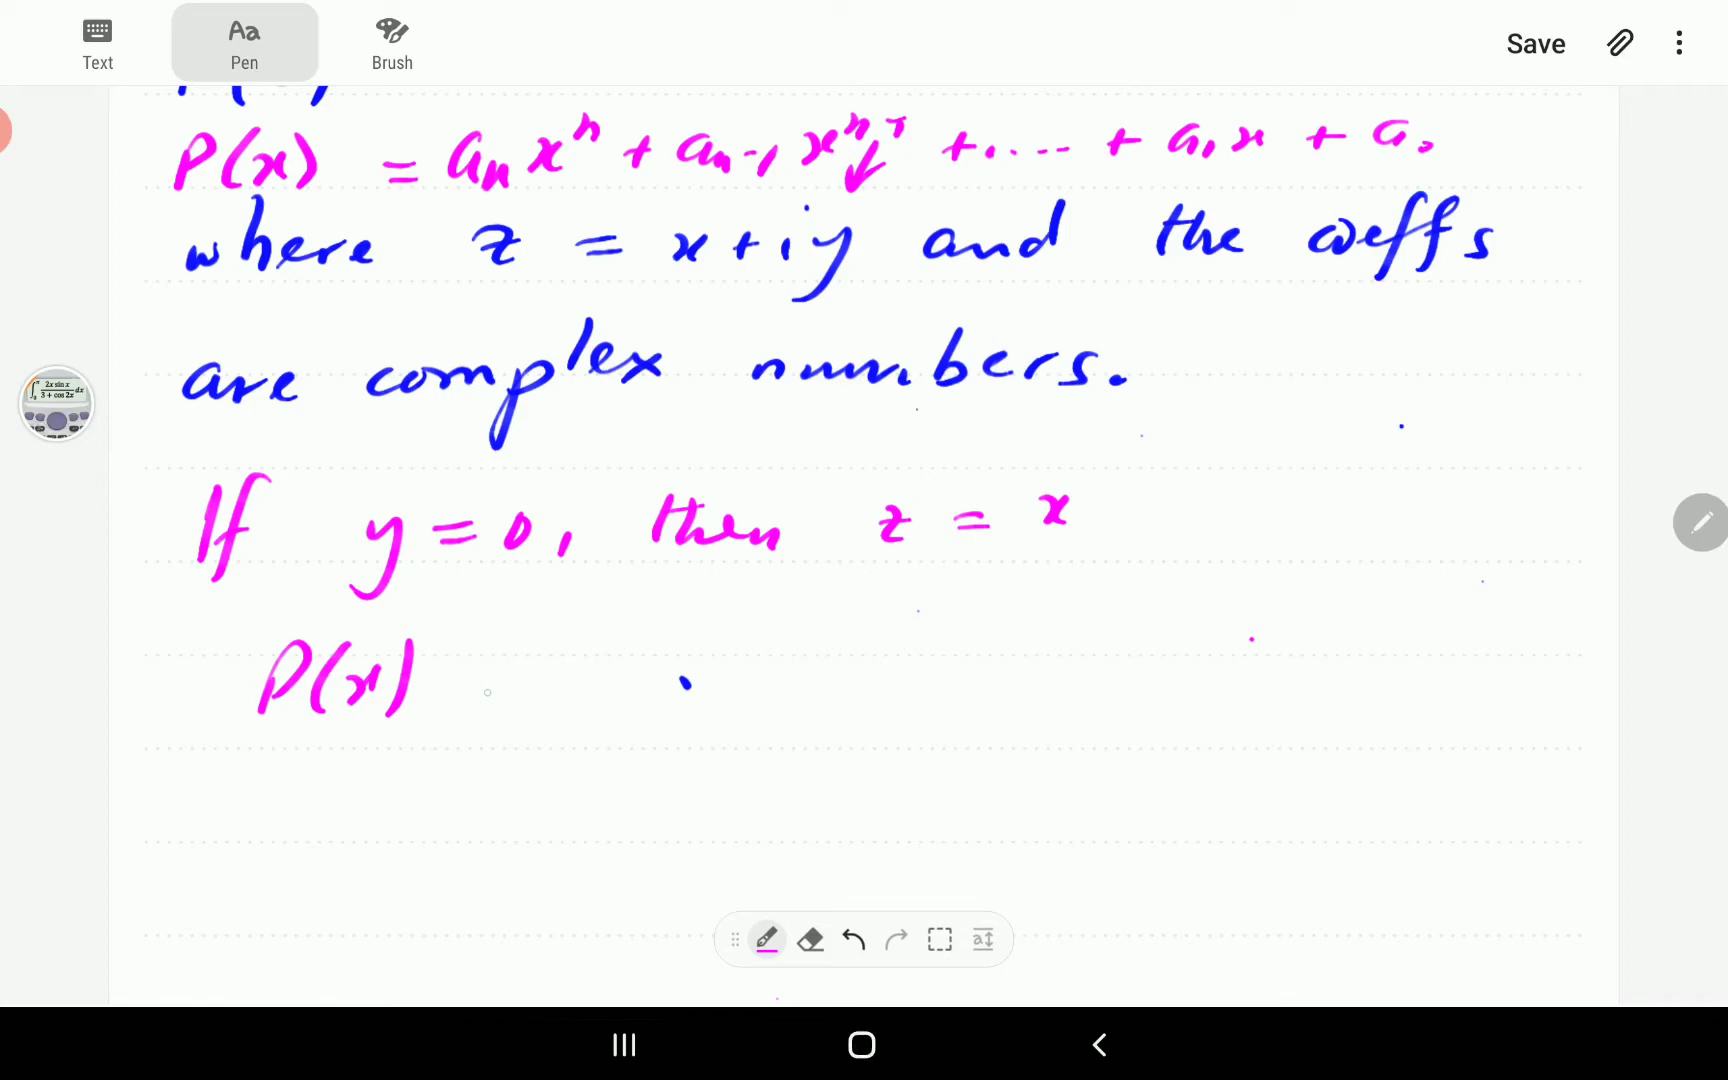 Text Pen Brush Save
P(x) = aₙxⁿ + aₙ₋₁xⁿ⁻¹ + .... + a₁x + a₀
where z = x + iy and the coeffs
are complex numbers.
If y = 0, then z = x
P(x)